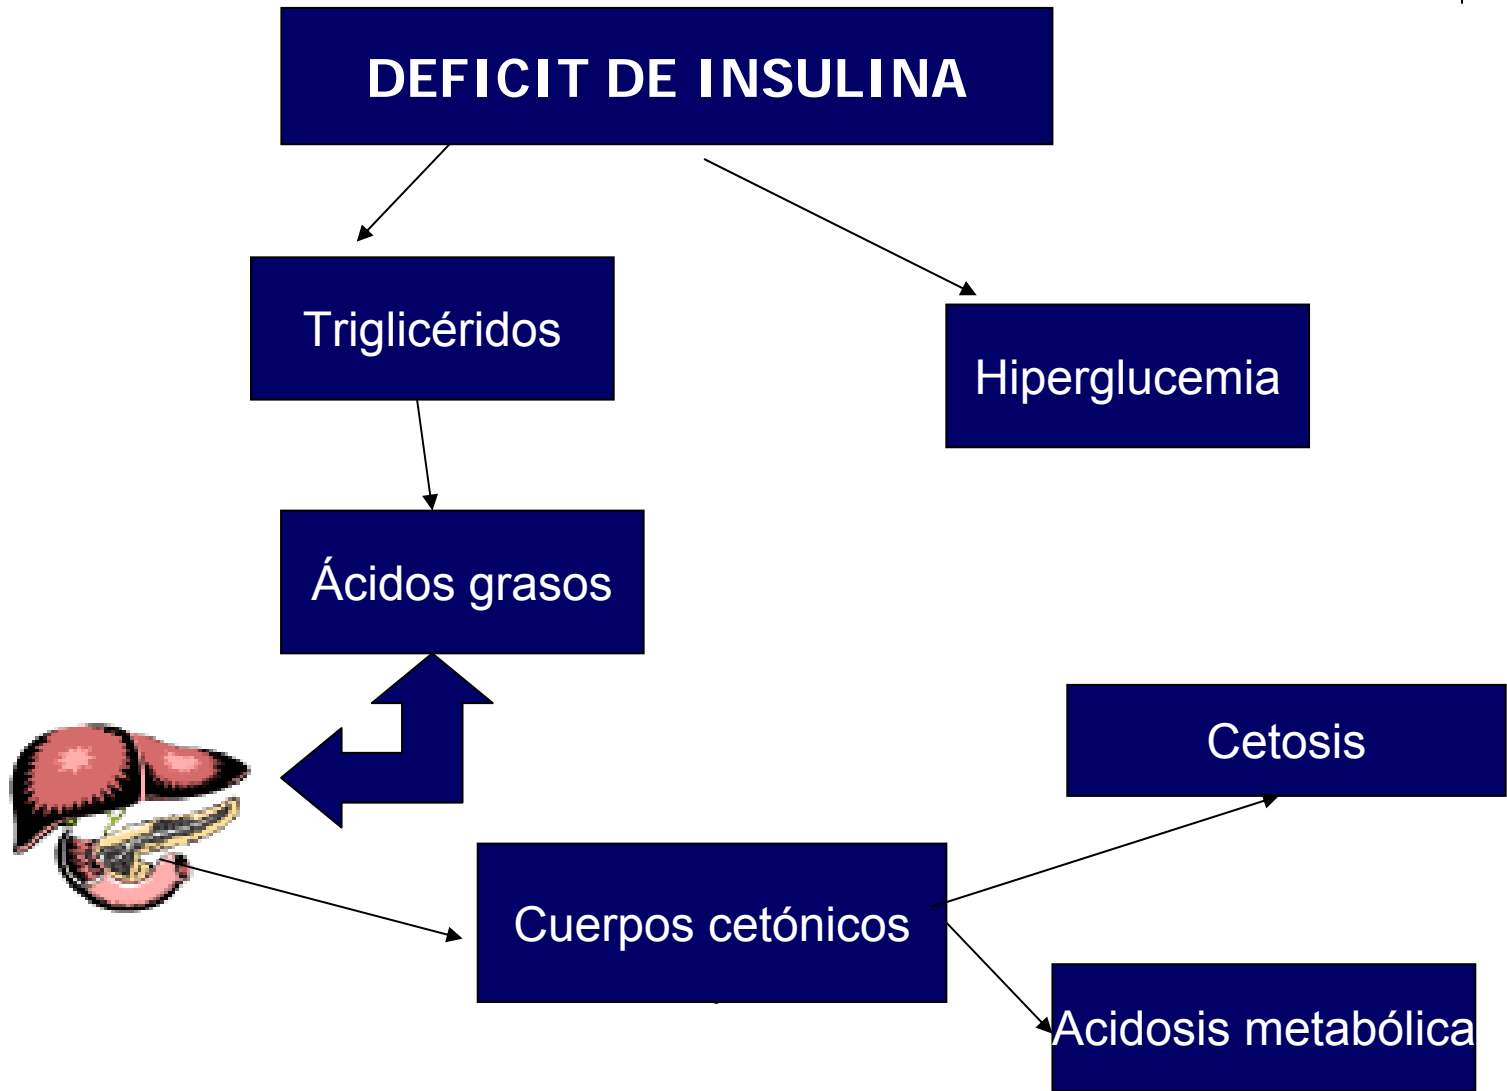 DEFICIT DE INSULINA
Triglicéridos
Hiperglucemia
Ácidos grasos
Cetosis
Cuerpos cetónicos
Acidosis metabólica